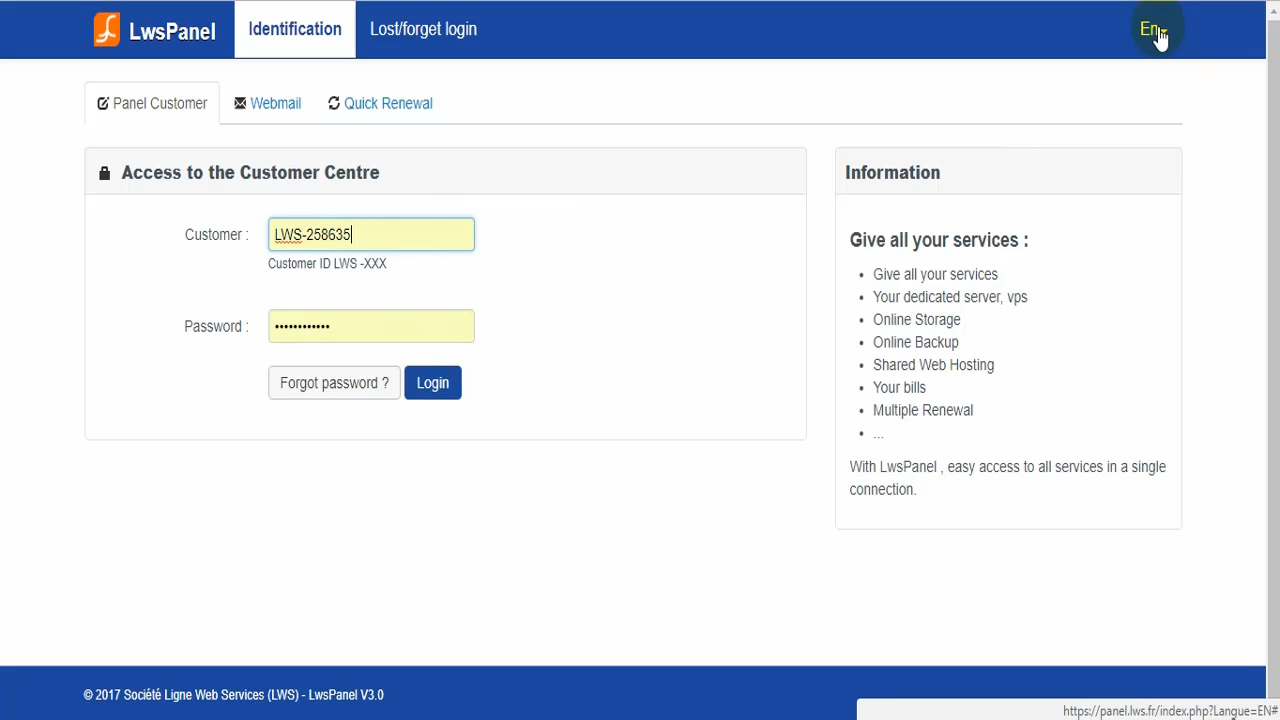 LwsPanel
Identification
Lost/forget login
En
Panel Customer
Webmail
Quick Renewal
Access to the Customer Centre
Customer :
LWS-258635
Customer ID LWS -XXX
Password :
••••••••••••
Forgot password ?
Login
Information
Give all your services :
• Give all your services
• Your dedicated server, vps
• Online Storage
• Online Backup
• Shared Web Hosting
• Your bills
• Multiple Renewal
• ...
With LwsPanel , easy access to all services in a single
connection.
© 2017 Société Ligne Web Services (LWS) - LwsPanel V3.0
https://panel.lws.fr/index.php?Langue=EN#